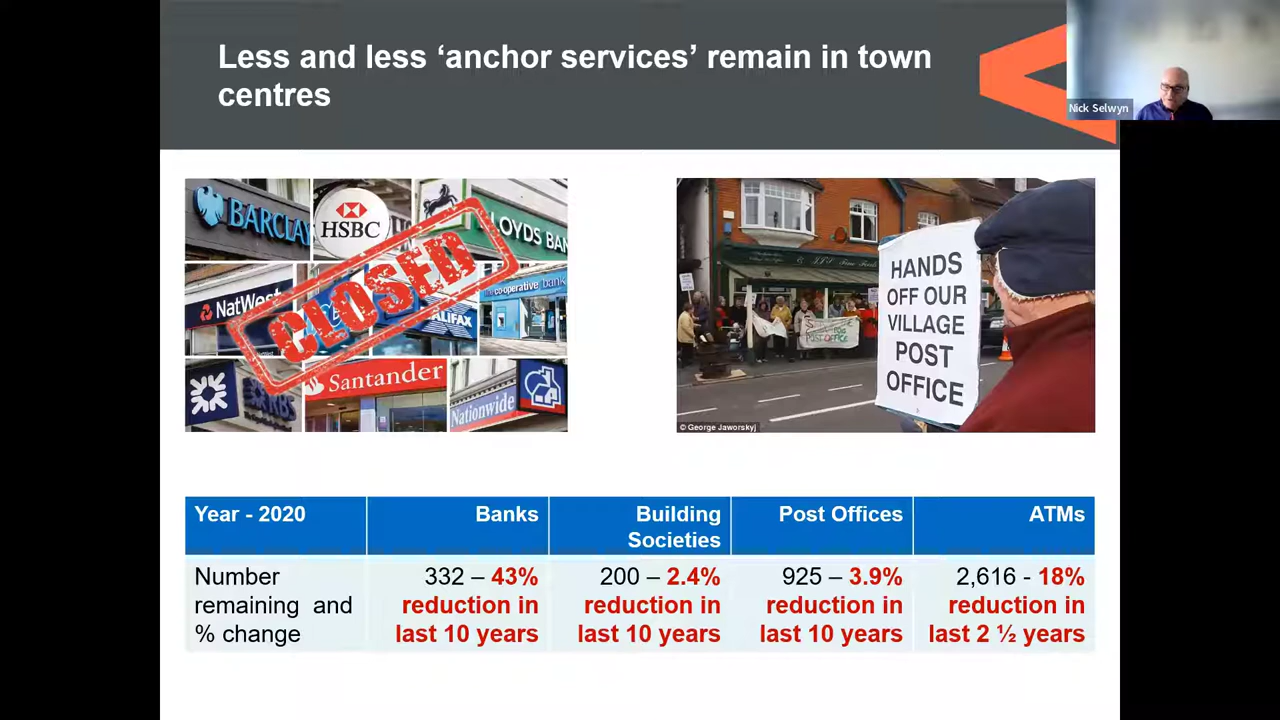 Less and less ‘anchor services’ remain in town
centres
Nick Selwyn
BARCLAY
HSBC
LOYDS BAN
NatWest
ALIFAX
the co-operative bank
RBS
Santander
Nationwide
CLOSED
HANDS
OFF OUR
VILLAGE
POST
OFFICE
POST OFFICE
© George Jaworskyj
Year - 2020 Banks Building Societies Post Offices ATMs
Number remaining and % change
332 – 43% reduction in last 10 years
200 – 2.4% reduction in last 10 years
925 – 3.9% reduction in last 10 years
2,616 - 18% reduction in last 2 ½ years